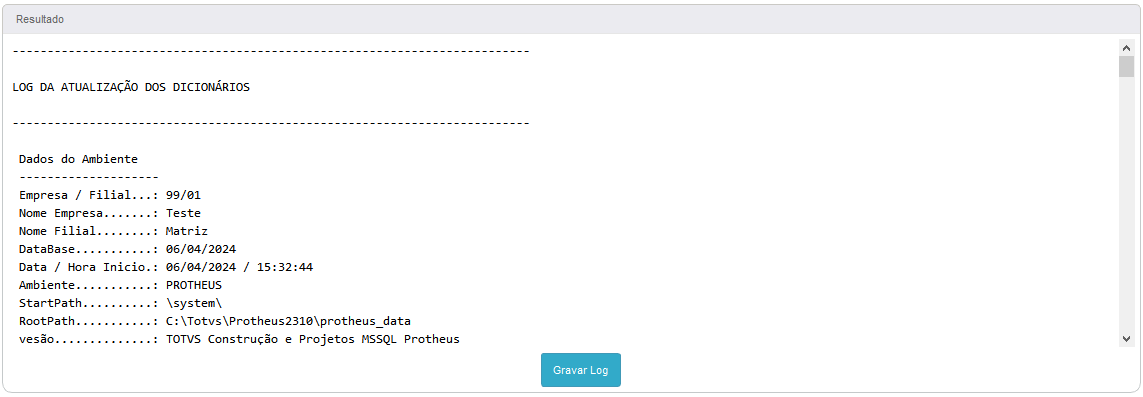 Resultado
--------------------------------------------------------------------------
LOG DA ATUALIZAÇÃO DOS DICIONÁRIOS
--------------------------------------------------------------------------
Dados do Ambiente
--------------------
Empresa / Filial...: 99/01
Nome Empresa.......: Teste
Nome Filial........: Matriz
DataBase...........: 06/04/2024
Data / Hora Inicio.: 06/04/2024 / 15:32:44
Ambiente...........: PROTHEUS
StartPath..........: \system\
RootPath...........: C:\Totvs\Protheus2310\protheus_data
vesão..............: TOTVS Construção e Projetos MSSQL Protheus
Gravar Log